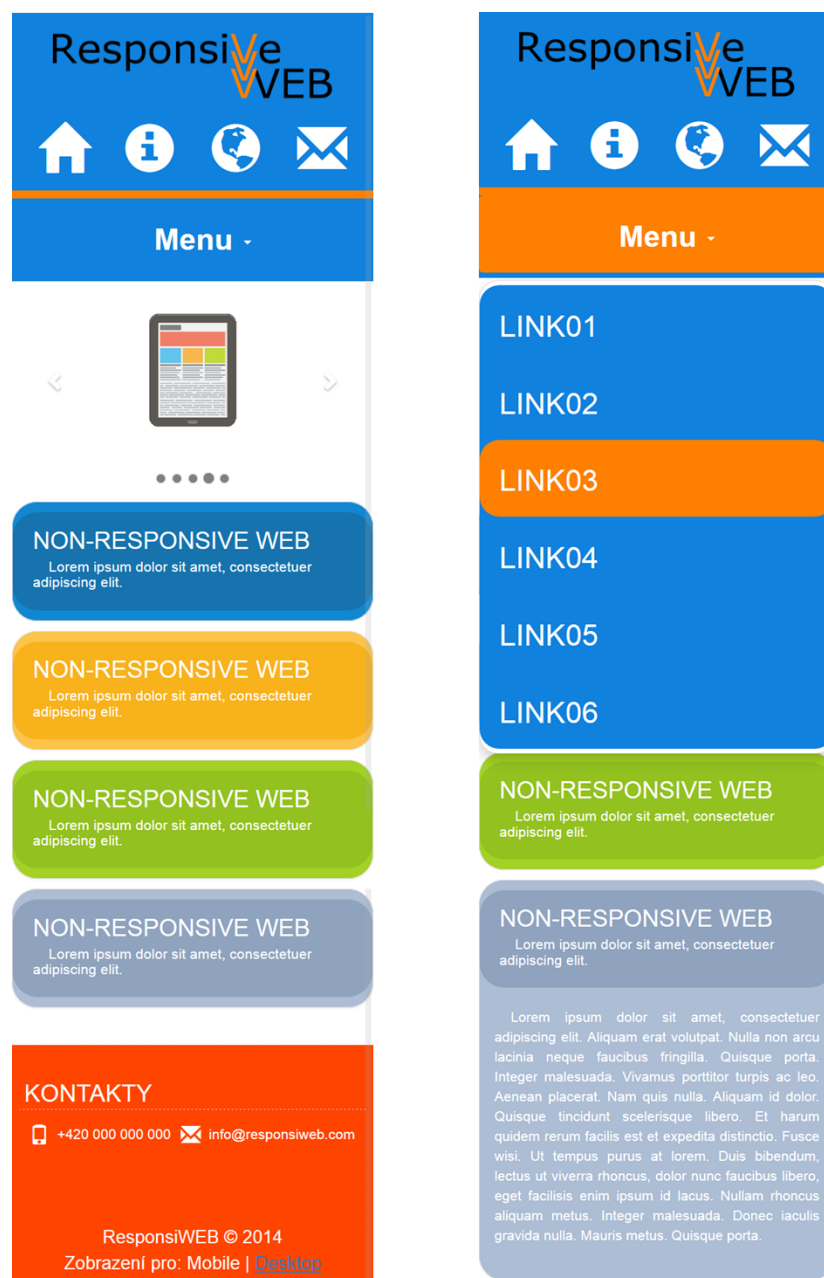 Responsive
WEB
Menu
NON-RESPONSIVE WEB
Lorem ipsum dolor sit amet, consectetuer
adipiscing elit.
NON-RESPONSIVE WEB
Lorem ipsum dolor sit amet, consectetuer
adipiscing elit.
NON-RESPONSIVE WEB
Lorem ipsum dolor sit amet, consectetuer
adipiscing elit.
NON-RESPONSIVE WEB
Lorem ipsum dolor sit amet, consectetuer
adipiscing elit.
KONTAKTY
+420 000 000 000 info@responsiweb.com
ResponsiWEB © 2014
Zobrazení pro: Mobile | Desktop
Responsive
WEB
Menu
LINK01
LINK02
LINK03
LINK04
LINK05
LINK06
NON-RESPONSIVE WEB
Lorem ipsum dolor sit amet, consectetuer
adipiscing elit.
NON-RESPONSIVE WEB
Lorem ipsum dolor sit amet, consectetuer
adipiscing elit.
Lorem ipsum dolor sit amet, consectetuer
adipiscing elit. Aliquam erat volutpat. Nulla non arcu
lacinia neque faucibus fringilla. Quisque porta.
Integer malesuada. Vivamus porttitor turpis ac leo.
Aenean placerat. Nam quis nulla. Aliquam id dolor.
Quisque tincidunt scelerisque libero. Et harum
quidem rerum facilis est et expedita distinctio. Fusce
wisi. Ut tempus purus at lorem. Duis bibendum,
lectus ut viverra rhoncus, dolor nunc faucibus libero,
eget facilisis enim ipsum id lacus. Nullam rhoncus
aliquam metus. Integer malesuada. Donec iaculis
gravida nulla. Mauris metus. Quisque porta.